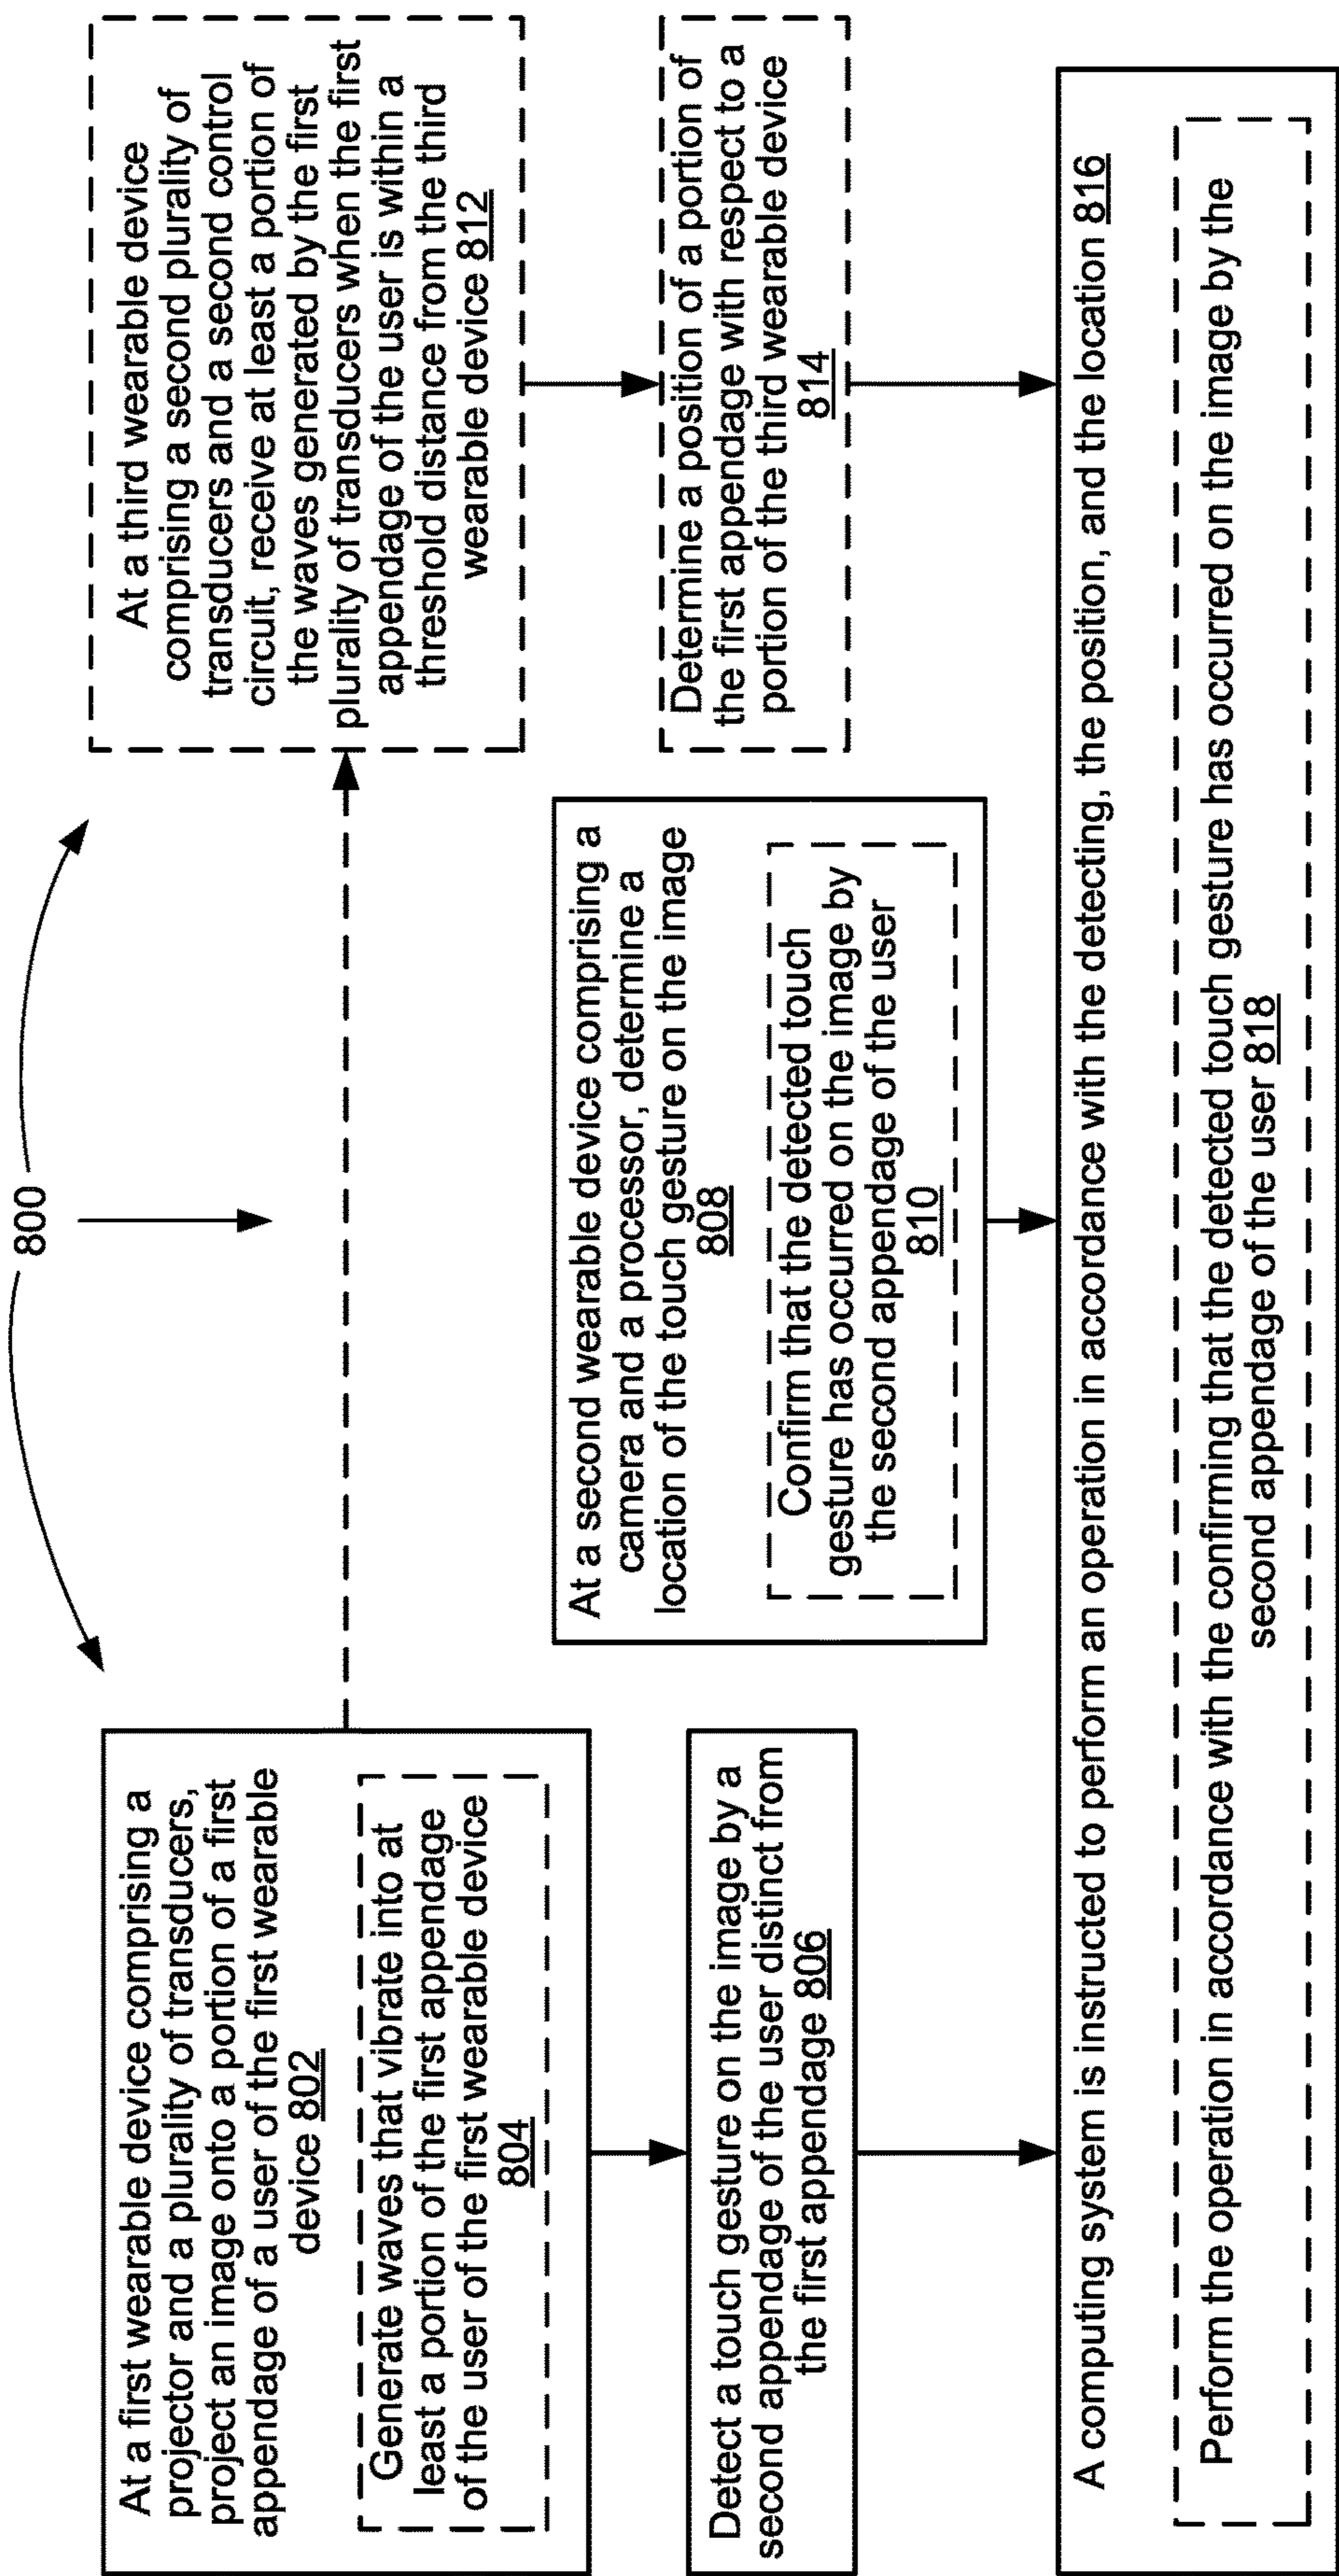 800
At a first wearable device comprising a
projector and a plurality of transducers,
project an image onto a portion of a first
appendage of a user of the first wearable
device 802
Generate waves that vibrate into at
least a portion of the first appendage
of the user of the first wearable device
804
Detect a touch gesture on the image by a
second appendage of the user distinct from
the first appendage 806
At a second wearable device comprising a
camera and a processor, determine a
location of the touch gesture on the image
808
Confirm that the detected touch
gesture has occurred on the image by
the second appendage of the user
810
At a third wearable device
comprising a second plurality of
transducers and a second control
circuit, receive at least a portion of
the waves generated by the first
plurality of transducers when the first
appendage of the user is within a
threshold distance from the third
wearable device 812
Determine a position of a portion of
the first appendage with respect to a
portion of the third wearable device
814
A computing system is instructed to perform an operation in accordance with the detecting, the position, and the location 816
Perform the operation in accordance with the confirming that the detected touch gesture has occurred on the image by the
second appendage of the user 818